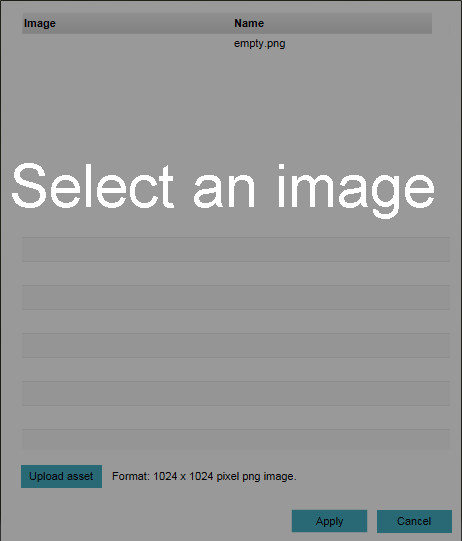 Image Name
empty.png
Select an image
Upload asset Format: 1024 x 1024 pixel png image.
Apply Cancel